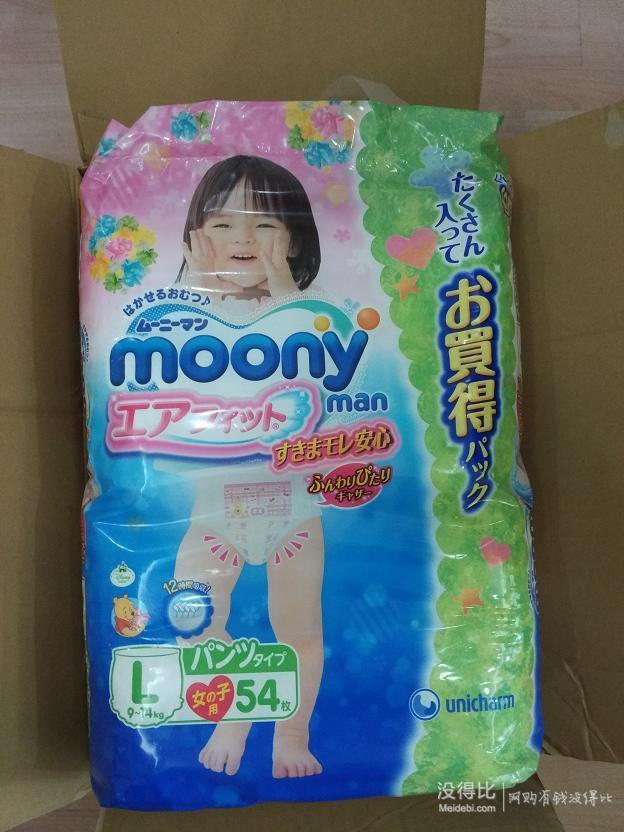 たくさん
入って
お買得
パック
はかせるおむつ♪
ムーニーマン
moony
man
エアフィット®
すきまモレ安心
ふんわりぴたり
ギャザー
12時間吸収!
Disney
L
9~14kg
パンツタイプ
女の子
用
54枚
unicharm
没得比
Meidebi.com
网购有钱没得比